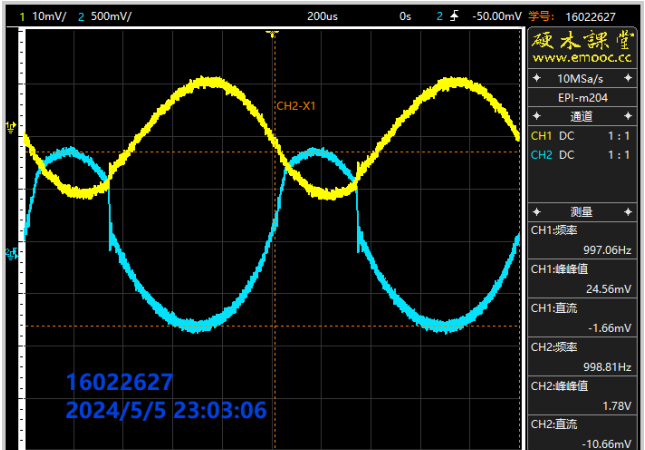 1 10mV/ 2 500mV/ 200us 0s 2 -50.00mV 学号: 16022627
硬木課堂
www.emooc.cc
10MSa/s
EPI-m204
通道
CH1 DC 1:1
CH2 DC 1:1
CH2-X1
1
2
测量
CH1:频率
997.06Hz
CH1:峰峰值
24.56mV
CH1:直流
-1.66mV
CH2:频率
998.81Hz
CH2:峰峰值
1.78V
CH2:直流
-10.66mV
16022627
2024/5/5 23:03:06